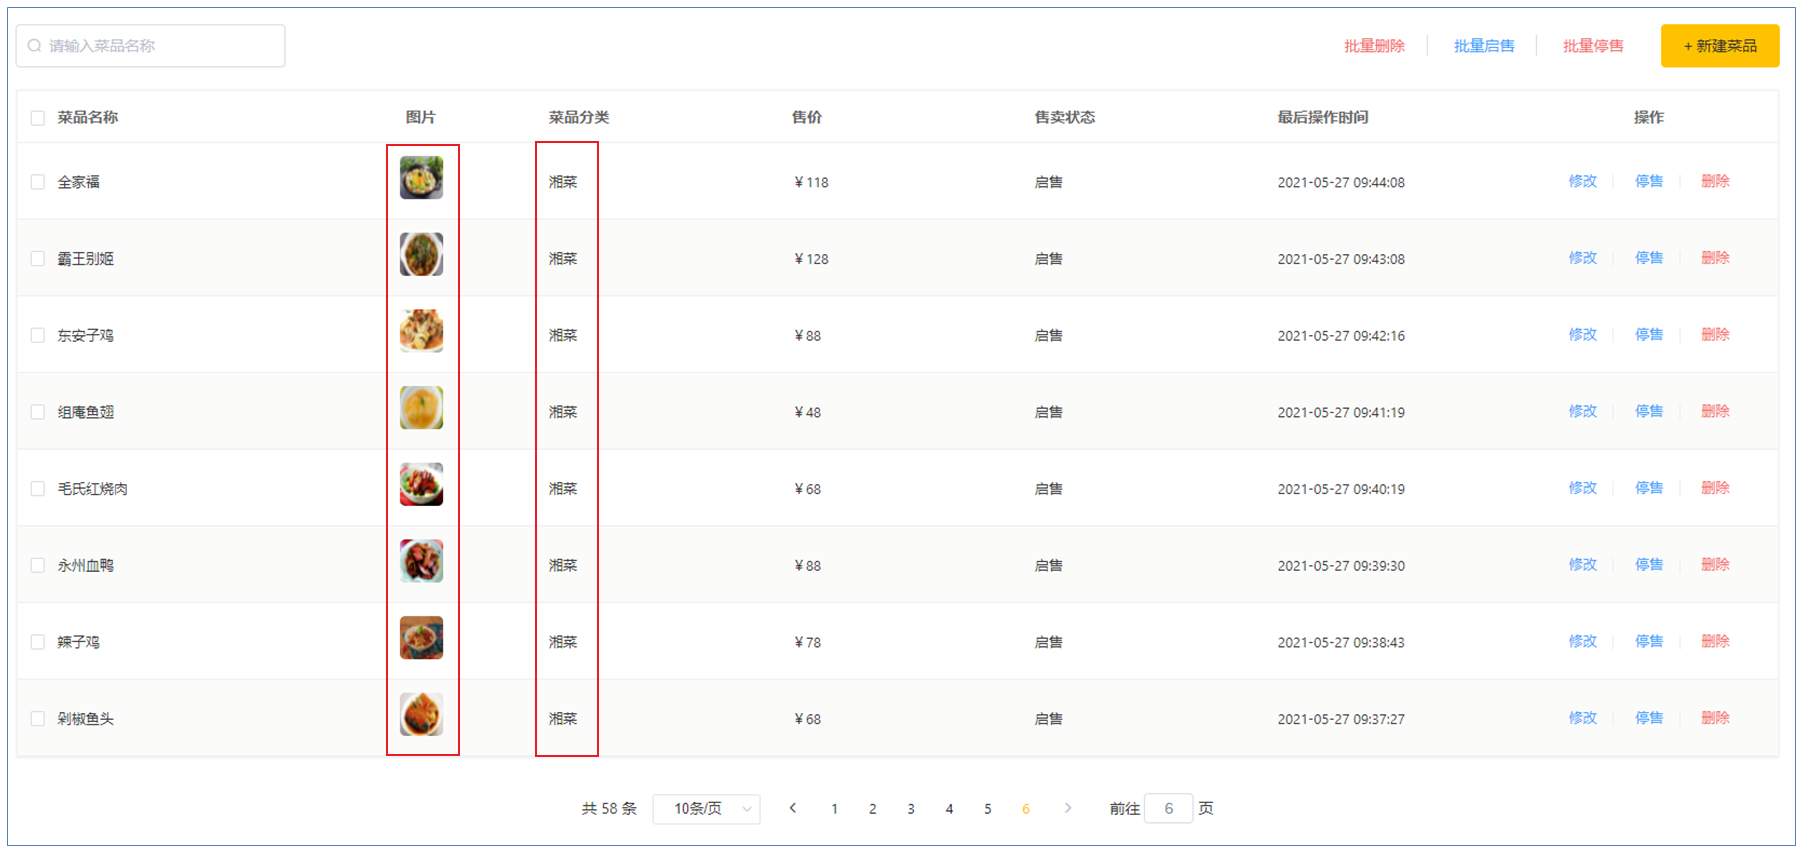 请输入菜品名称 批量删除 批量启售 批量停售 + 新建菜品
菜品名称 图片 菜品分类 售价 售卖状态 最后操作时间 操作
全家福 湘菜 ￥118 启售 2021-05-27 09:44:08 修改 停售 删除
霸王别姬 湘菜 ￥128 启售 2021-05-27 09:43:08 修改 停售 删除
东安子鸡 湘菜 ￥88 启售 2021-05-27 09:42:16 修改 停售 删除
组庵鱼翅 湘菜 ￥48 启售 2021-05-27 09:41:19 修改 停售 删除
毛氏红烧肉 湘菜 ￥68 启售 2021-05-27 09:40:19 修改 停售 删除
永州血鸭 湘菜 ￥88 启售 2021-05-27 09:39:30 修改 停售 删除
辣子鸡 湘菜 ￥78 启售 2021-05-27 09:38:43 修改 停售 删除
剁椒鱼头 湘菜 ￥68 启售 2021-05-27 09:37:27 修改 停售 删除
共 58 条 10条/页 1 2 3 4 5 6 前往 6 页